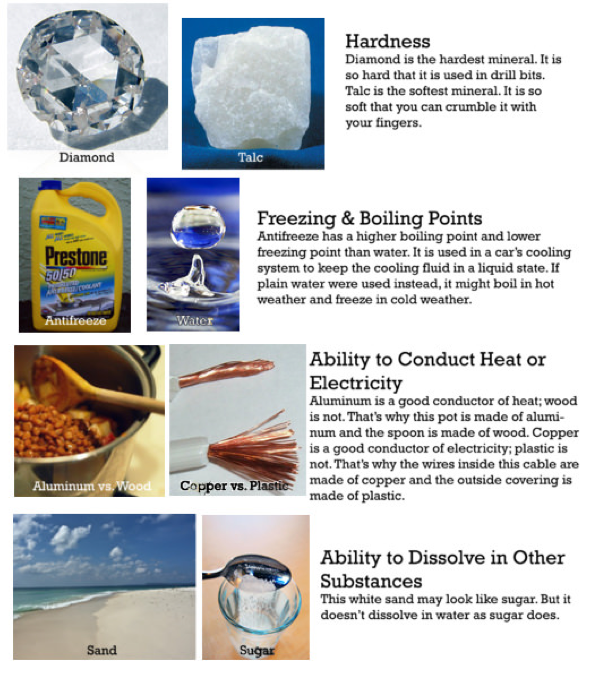 Diamond
Talc
Hardness
Diamond is the hardest mineral. It is
so hard that it is used in drill bits.
Talc is the softest mineral. It is so
soft that you can crumble it with
your fingers.
Prestone
50/50
Antifreeze
Water
Freezing & Boiling Points
Antifreeze has a higher boiling point and lower
freezing point than water. It is used in a car's cooling
system to keep the cooling fluid in a liquid state. If
plain water were used instead, it might boil in hot
weather and freeze in cold weather.
Aluminum vs. Wood
Copper vs. Plastic
Ability to Conduct Heat or
Electricity
Aluminum is a good conductor of heat; wood
is not. That's why this pot is made of alumi-
num and the spoon is made of wood. Copper
is a good conductor of electricity; plastic is
not. That's why the wires inside this cable are
made of copper and the outside covering is
made of plastic.
Sand
Sugar
Ability to Dissolve in Other
Substances
This white sand may look like sugar. But it
doesn't dissolve in water as sugar does.